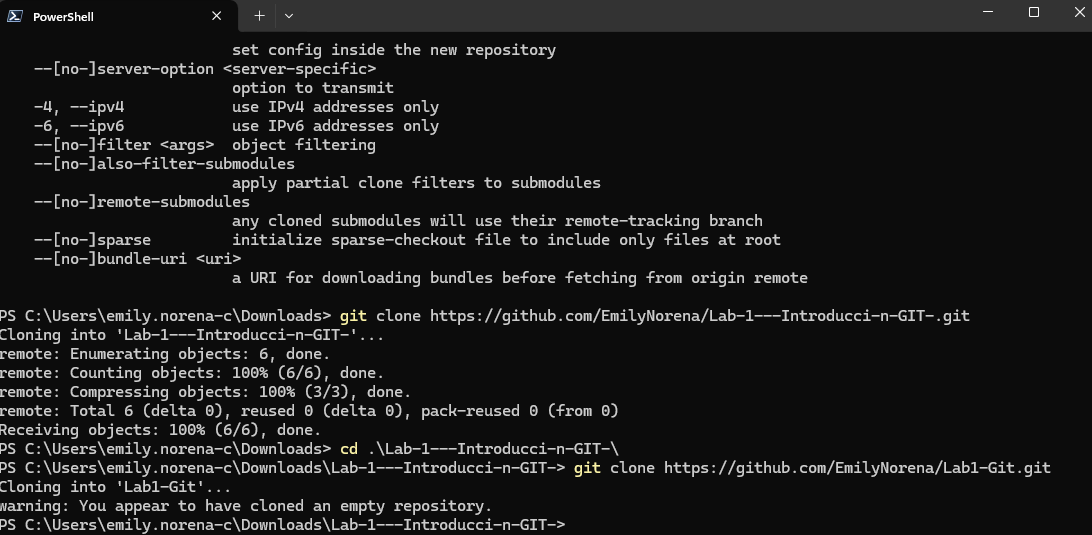 PowerShell
set config inside the new repository
--[no-]server-option <server-specific>
option to transmit
-4, --ipv4 use IPv4 addresses only
-6, --ipv6 use IPv6 addresses only
--[no-]filter <args> object filtering
--[no-]also-filter-submodules
apply partial clone filters to submodules
--[no-]remote-submodules
any cloned submodules will use their remote-tracking branch
--[no-]sparse initialize sparse-checkout file to include only files at root
--[no-]bundle-uri <uri>
a URI for downloading bundles before fetching from origin remote
PS C:\Users\emily.norena-c\Downloads> git clone https://github.com/EmilyNorena/Lab-1---Introducci-n-GIT-.git
Cloning into 'Lab-1---Introducci-n-GIT-'...
remote: Enumerating objects: 6, done.
remote: Counting objects: 100% (6/6), done.
remote: Compressing objects: 100% (3/3), done.
remote: Total 6 (delta 0), reused 0 (delta 0), pack-reused 0 (from 0)
Receiving objects: 100% (6/6), done.
PS C:\Users\emily.norena-c\Downloads> cd .\Lab-1---Introducci-n-GIT-\
PS C:\Users\emily.norena-c\Downloads\Lab-1---Introducci-n-GIT-> git clone https://github.com/EmilyNorena/Lab1-Git.git
Cloning into 'Lab1-Git'...
warning: You appear to have cloned an empty repository.
PS C:\Users\emily.norena-c\Downloads\Lab-1---Introducci-n-GIT->